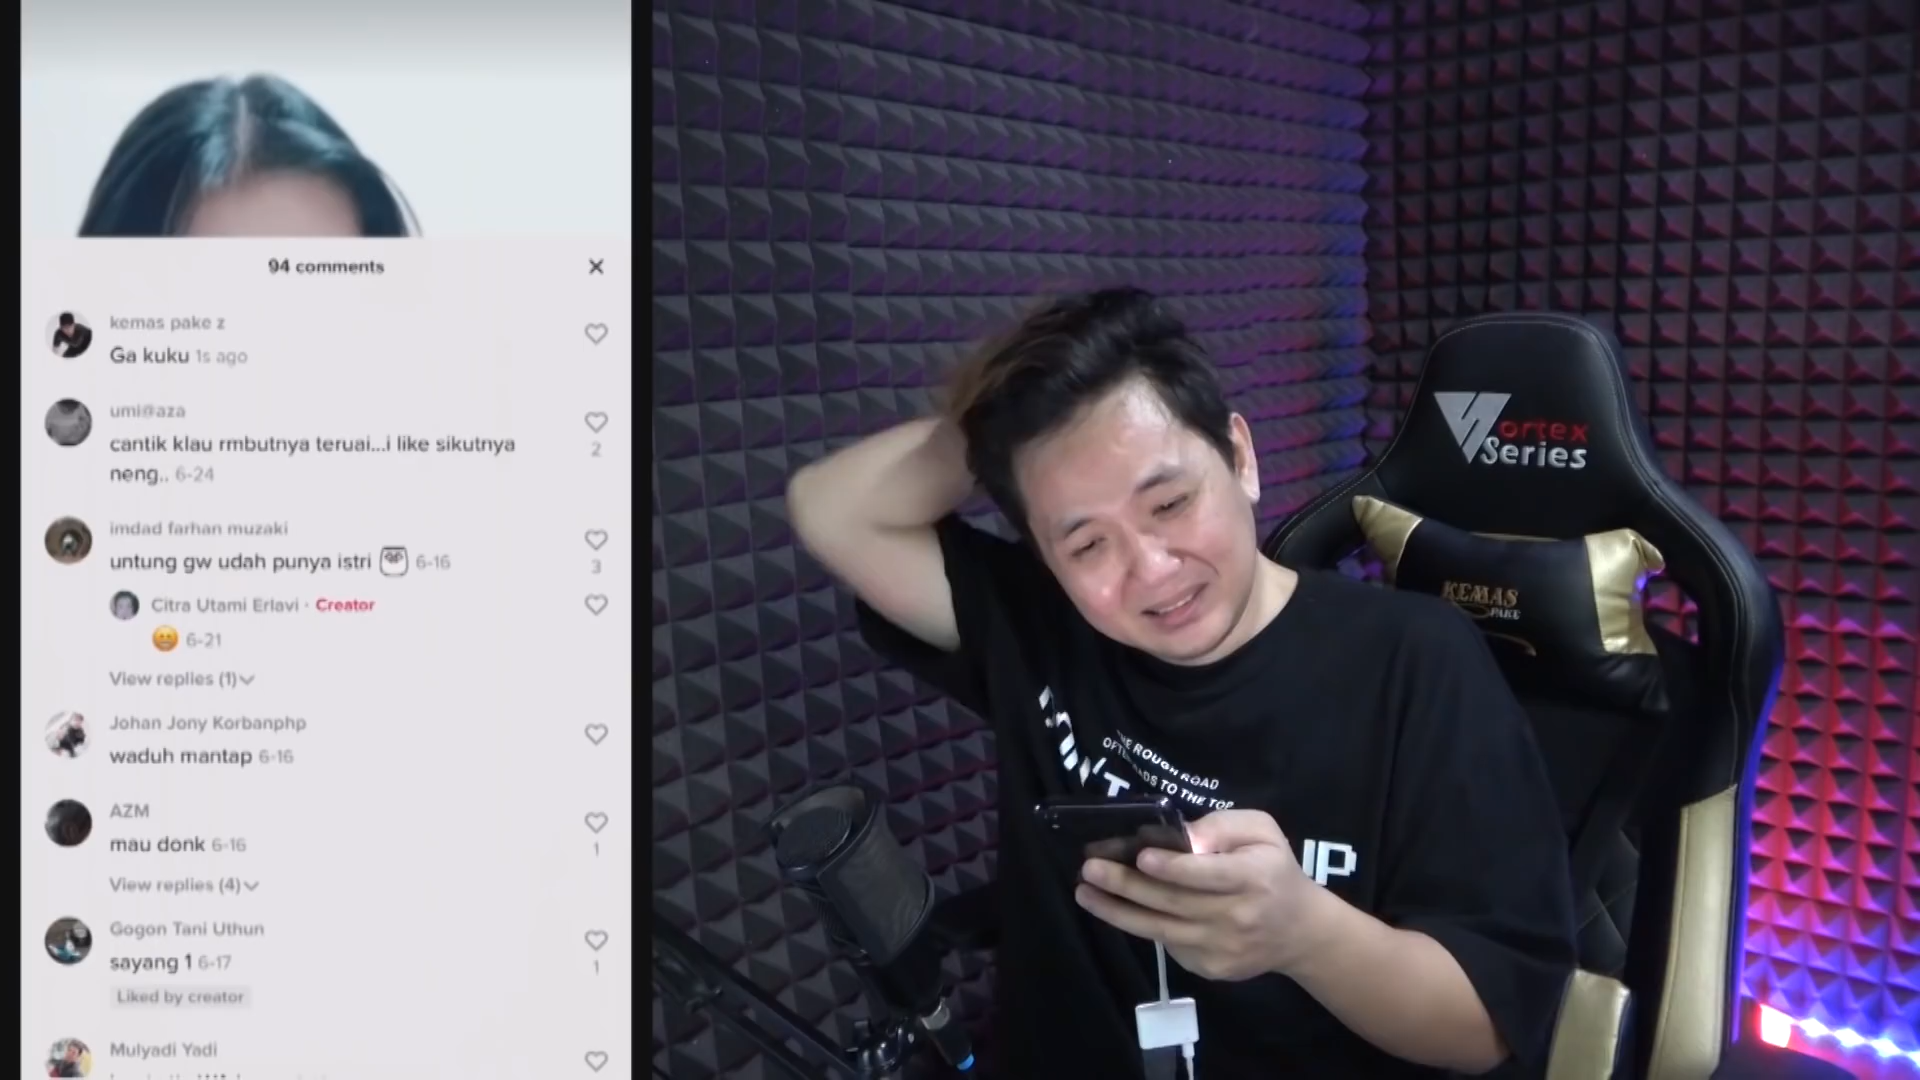 94 comments
kemas pake z
Ga kuku 1s ago
umi@aza
cantik klau rmbutnya teruai...i like sikutnya
neng.. 6-24
2
imdad farhan muzaki
untung gw udah punya istri 6-16
3
Citra Utami Erlavi · Creator
😁 6-21
View replies (1)
Johan Jony Korbanphp
waduh mantap 6-16
AZM
mau donk 6-16
1
View replies (4)
Gogon Tani Uthun
sayang 1 6-17
1
Liked by creator
Mulyadi Yadi
ortex
Series
KEMAS
PAKE
THE ROUGH ROAD
TO THE TOP
UP